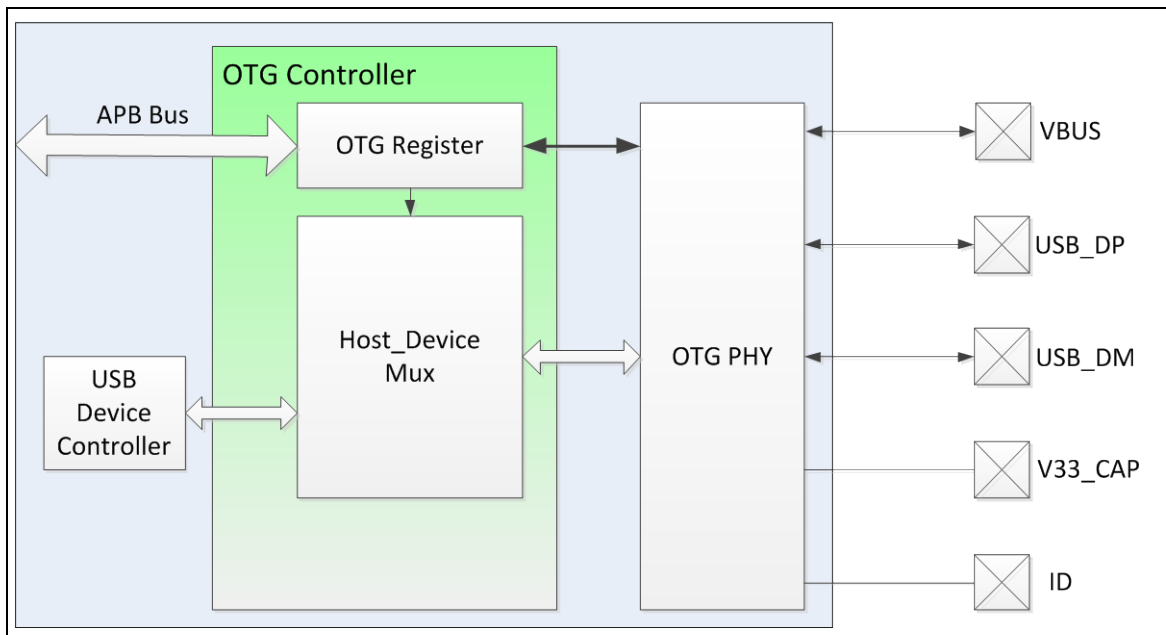 OTG Controller
APB Bus
OTG Register
VBUS
USB_DP
Host_Device
Mux
OTG PHY
USB_DM
USB
Device
Controller
V33_CAP
ID